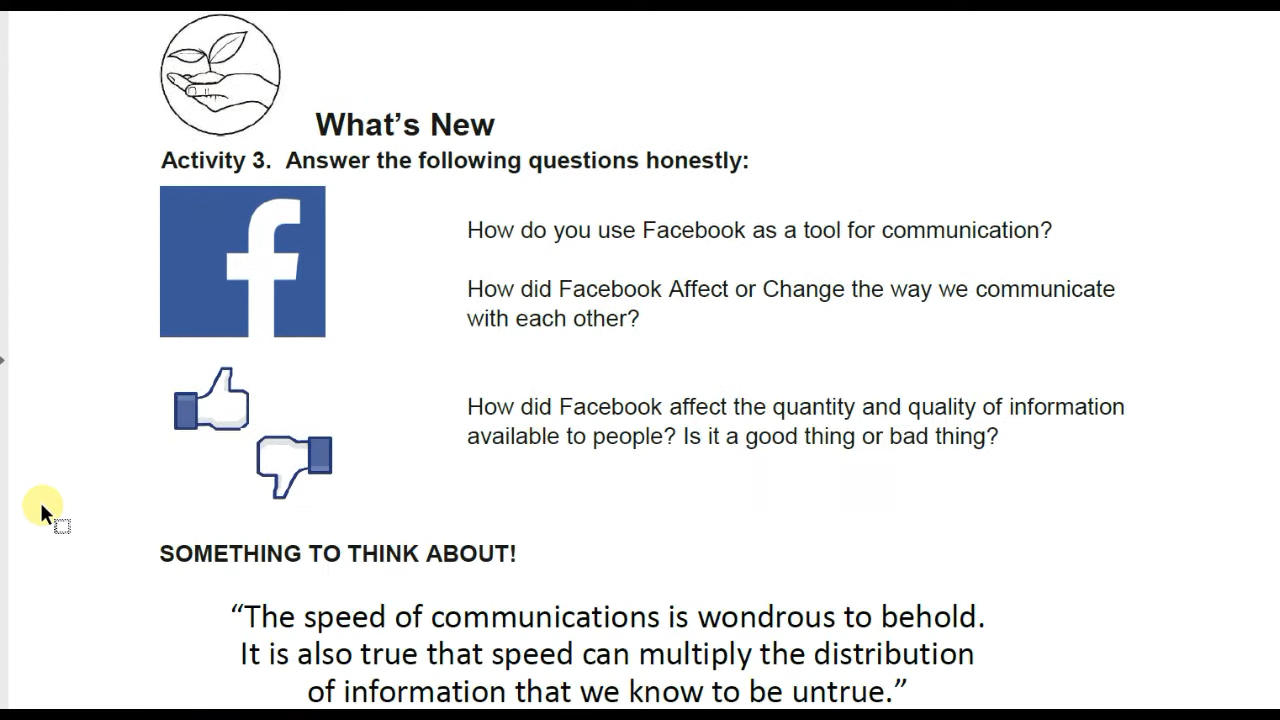 What's New
Activity 3.  Answer the following questions honestly:
How do you use Facebook as a tool for communication?
How did Facebook Affect or Change the way we communicate
with each other?
How did Facebook affect the quantity and quality of information
available to people? Is it a good thing or bad thing?
SOMETHING TO THINK ABOUT!
“The speed of communications is wondrous to behold.
It is also true that speed can multiply the distribution
of information that we know to be untrue.”